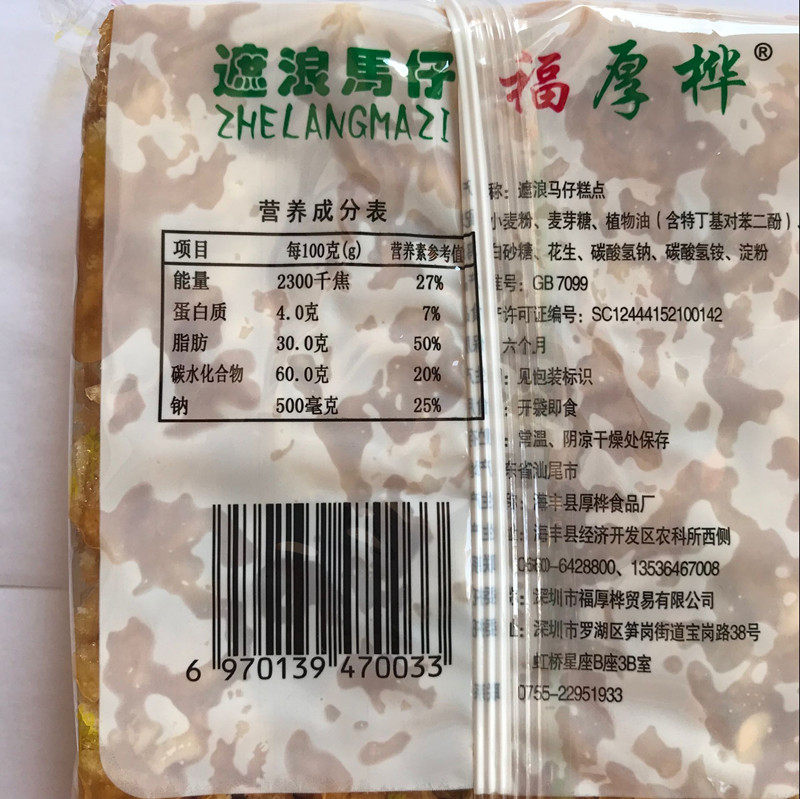 遮浪馬仔
ZHELANGMAZI
福厚桦®
营养成分表
项目 每100克(g) 营养素参考值
能量 2300千焦 27%
蛋白质 4.0克 7%
脂肪 30.0克 50%
碳水化合物 60.0克 20%
钠 500毫克 25%
6 970139 470033
称：遮浪马仔糕点
小麦粉、麦芽糖、植物油（含特丁基对苯二酚）、
白砂糖、花生、碳酸氢钠、碳酸氢铵、淀粉
准号：GB 7099
产许可证编号：SC12444152100142
六个月
：见包装标识
：开袋即食
：常温、阴凉干燥处保存
东省汕尾市
：海丰县厚桦食品厂
：海丰县经济开发区农科所西侧
0660-6428800、13536467008
：深圳市福厚桦贸易有限公司
：深圳市罗湖区笋岗街道宝岗路38号
虹桥星座B座3B室
0755-22951933